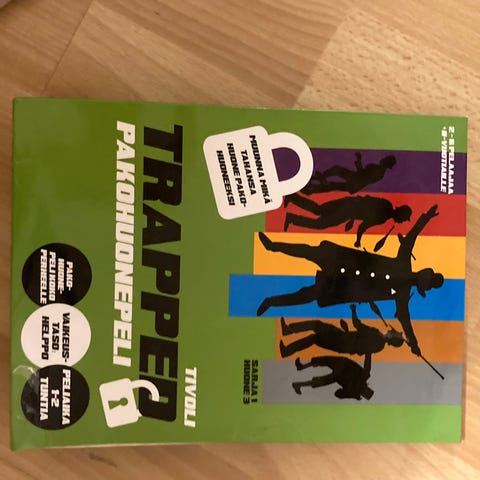 2 - 6 PELAAJAA
+8-VUOTIAILLE
MUUNNA MIKÄ
TAHANSA
HUONE PAKO-
HUONEEKSI
SARJA 1
HUONE 3
TIVOLI
TRAPPED
PAKOHUONEPELI
PAKO-
HUONE-
PELI KOKO
PERHEELLE
VAIKEUS-
TASO
HELPPO
PELIAIKA
1-2
TUNTIA